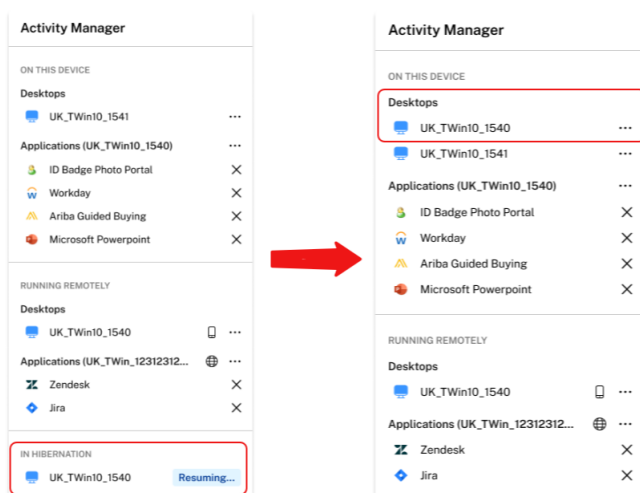 Activity Manager
ON THIS DEVICE
Desktops
UK_TWin10_1541
Applications (UK_TWin10_1540)
ID Badge Photo Portal
Workday
Ariba Guided Buying
Microsoft Powerpoint
RUNNING REMOTELY
Desktops
UK_TWin10_1540
Applications (UK_TWin_12312312...
Zendesk
Jira
IN HIBERNATION
UK_TWin10_1540 Resuming...
Activity Manager
ON THIS DEVICE
Desktops
UK_TWin10_1540
UK_TWin10_1541
Applications (UK_TWin10_1540)
ID Badge Photo Portal
Workday
Ariba Guided Buying
Microsoft Powerpoint
RUNNING REMOTELY
Desktops
UK_TWin10_1540
Applications (UK_TWin_12312312...
Zendesk
Jira